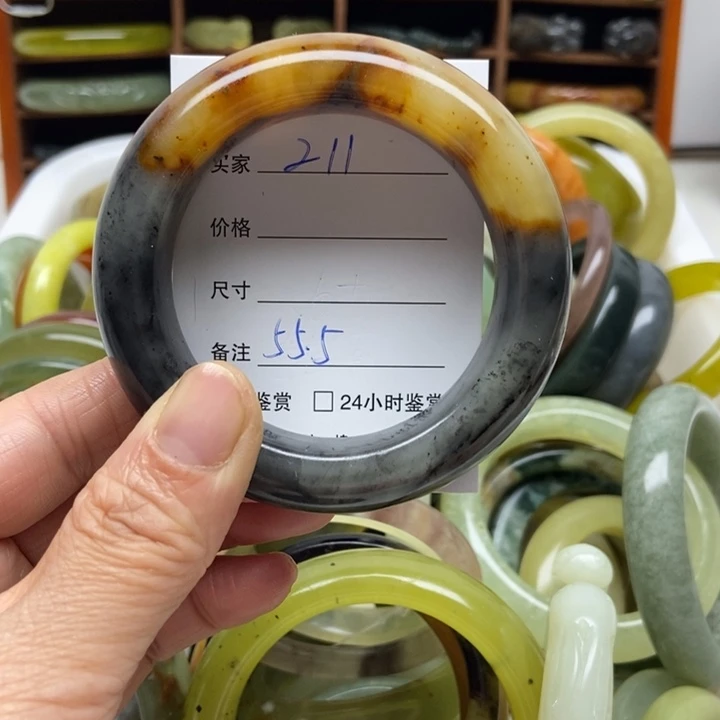 买家 211
价格
尺寸
备注 55.5
鉴赏 □ 24小时鉴赏